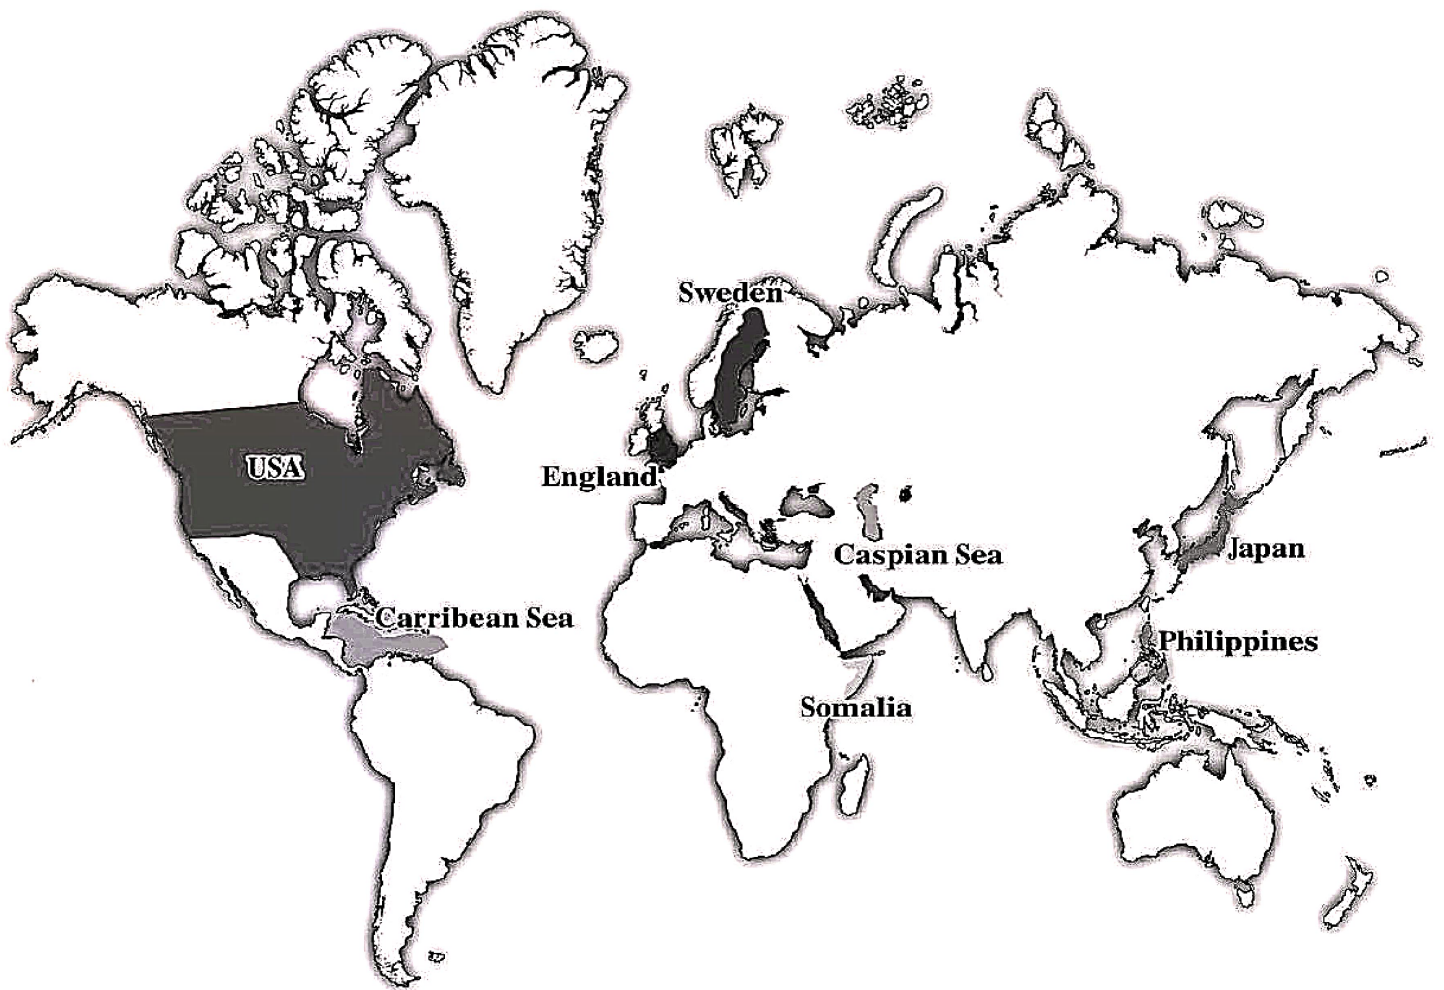 Sweden
USA
England
Caspian Sea
Japan
Carribean Sea
Philippines
Somalia